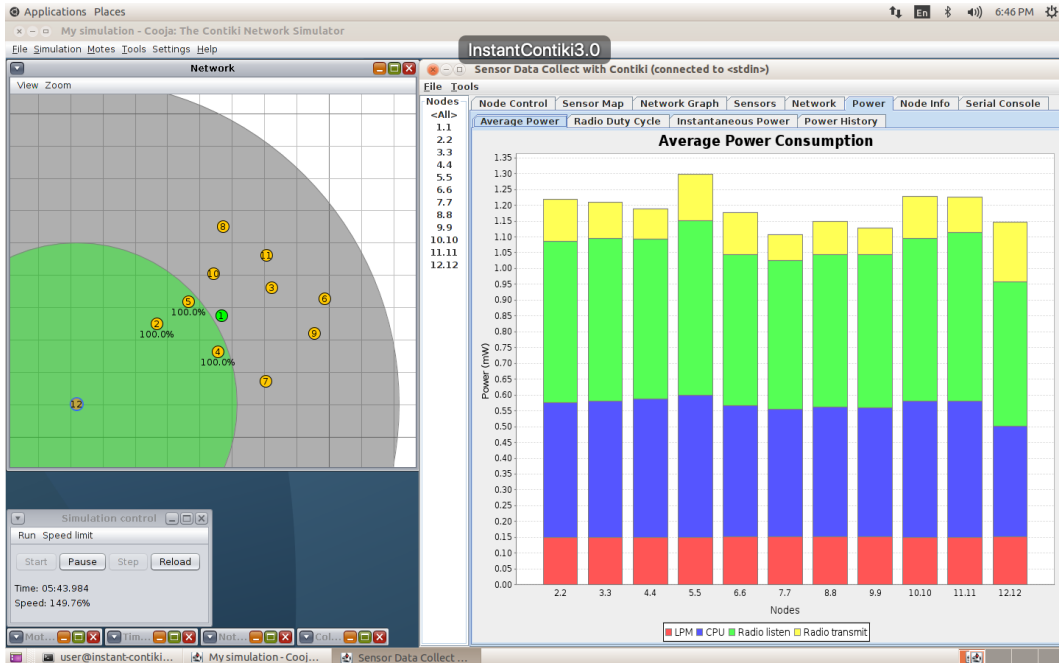 Applications Places
En
6:46 PM
My simulation - Cooja: The Contiki Network Simulator
InstantContiki3.0
File Simulation Motes Tools Settings Help
Network
View Zoom
8
11
10
3
5
6
100.0%
1
2
100.0%
9
4
100.0%
7
12
Simulation control
Run Speed limit
Start Pause Step Reload
Time: 05:43.984
Speed: 149.76%
Mot... Tim... Not... Col...
Sensor Data Collect with Contiki (connected to <stdin>)
File Tools
Nodes
<All>
1.1
2.2
3.3
4.4
5.5
6.6
7.7
8.8
9.9
10.10
11.11
12.12
Node Control Sensor Map Network Graph Sensors Network Power Node Info Serial Console
Average Power Radio Duty Cycle Instantaneous Power Power History
Average Power Consumption
Power (mW)
1.35
1.30
1.25
1.20
1.15
1.10
1.05
1.00
0.95
0.90
0.85
0.80
0.75
0.70
0.65
0.60
0.55
0.50
0.45
0.40
0.35
0.30
0.25
0.20
0.15
0.10
0.05
0.00
2.2 3.3 4.4 5.5 6.6 7.7 8.8 9.9 10.10 11.11 12.12
Nodes
LPM CPU Radio listen Radio transmit
user@instant-contiki... My simulation - Cooj... Sensor Data Collect ...